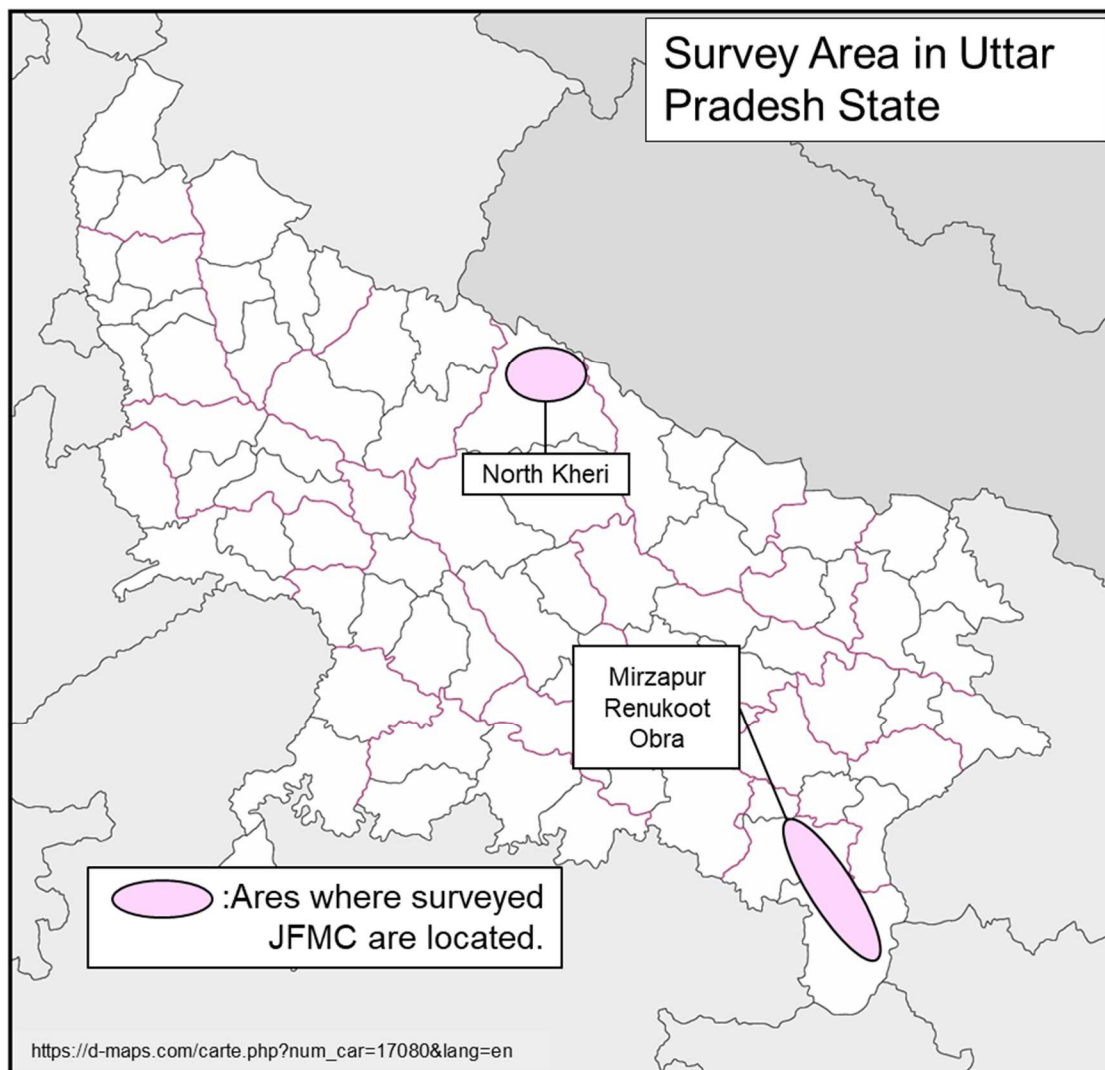 Survey Area in Uttar
Pradesh State
North Kheri
Mirzapur
Renukoot
Obra
:Ares where surveyed
JFMC are located.
https://d-maps.com/carte.php?num_car=17080&lang=en